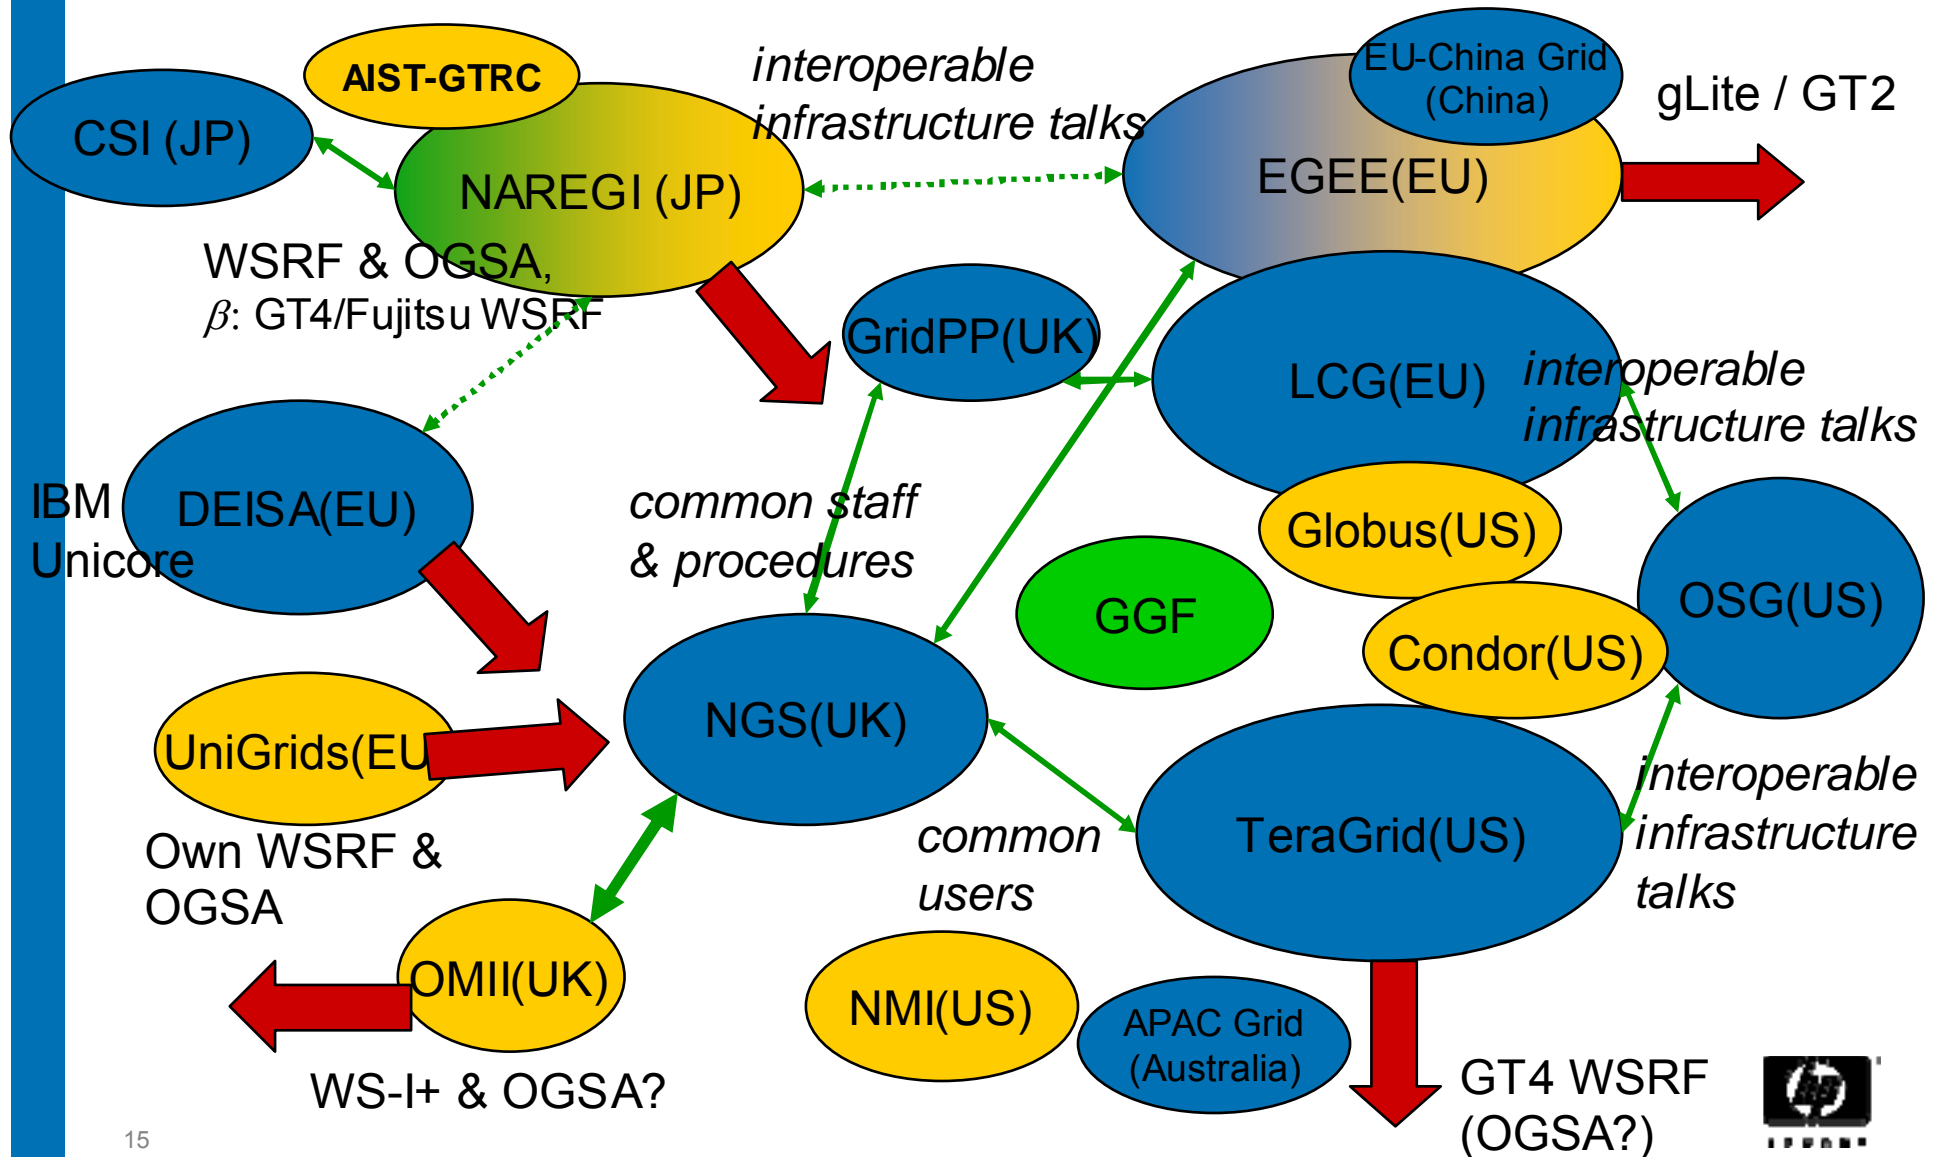 AIST-GTRC
CSI (JP)
NAREGI (JP)
interoperable
infrastructure talks
EU-China Grid
(China)
EGEE(EU)
gLite / GT2
WSRF & OGSA,
β: GT4/Fujitsu WSRF
GridPP(UK)
LCG(EU)
interoperable
infrastructure talks
IBM
Unicore
DEISA(EU)
common staff
& procedures
Globus(US)
GGF
OSG(US)
Condor(US)
UniGrids(EU
NGS(UK)
Own WSRF &
OGSA
common
users
TeraGrid(US)
interoperable
infrastructure
talks
OMII(UK)
NMI(US)
APAC Grid
(Australia)
WS-I+ & OGSA?
GT4 WSRF
(OGSA?)
hp
15